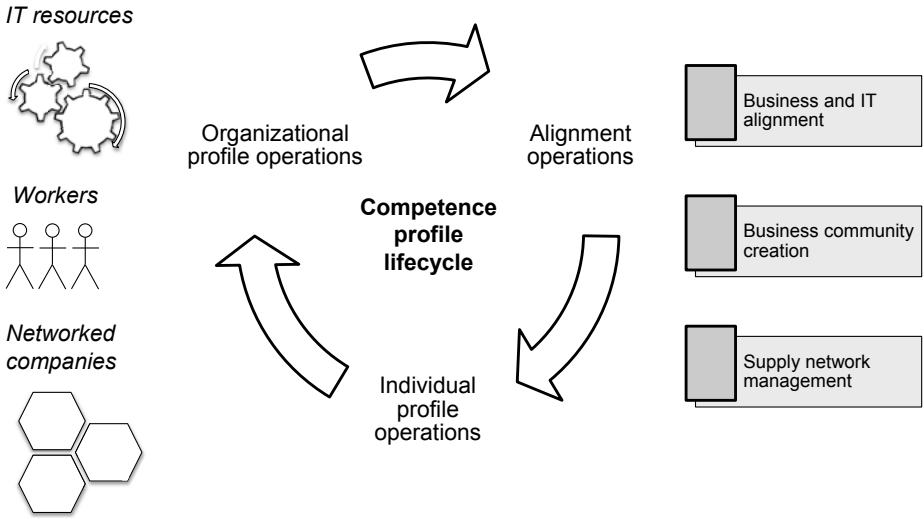 IT resources
Workers
Networked
companies
Organizational
profile operations
Alignment
operations
Competence
profile
lifecycle
Individual
profile
operations
Business and IT
alignment
Business community
creation
Supply network
management